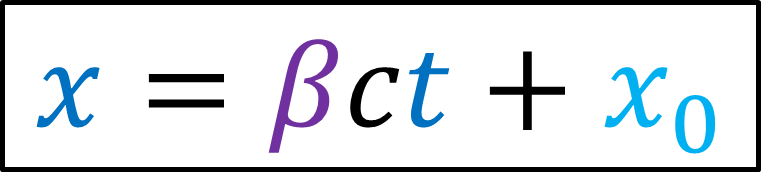 x = βct + x₀